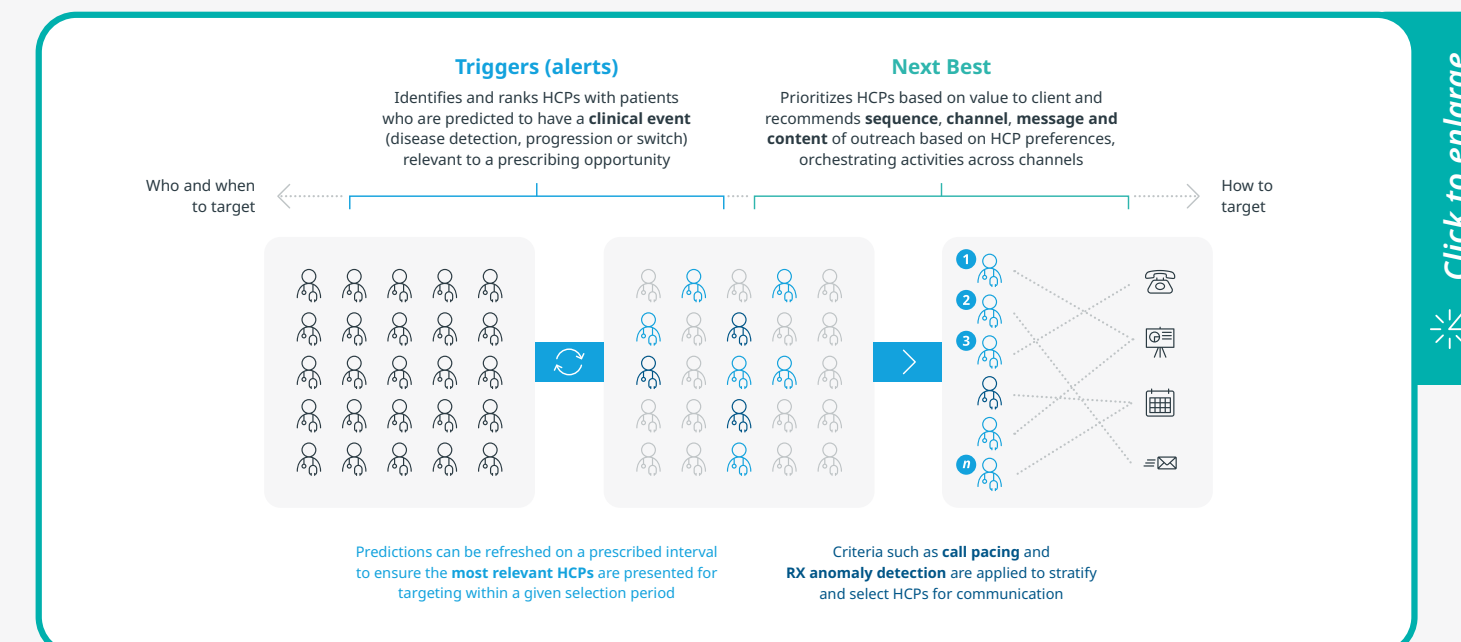 Triggers (alerts)
Identifies and ranks HCPs with patients
who are predicted to have a clinical event
(disease detection, progression or switch)
relevant to a prescribing opportunity
Next Best
Prioritizes HCPs based on value to client and
recommends sequence, channel, message and
content of outreach based on HCP preferences,
orchestrating activities across channels
Who and when
to target
How to
target
1
2
3
n
Predictions can be refreshed on a prescribed interval
to ensure the most relevant HCPs are presented for
targeting within a given selection period
Criteria such as call pacing and
RX anomaly detection are applied to stratify
and select HCPs for communication
Click to enlarge